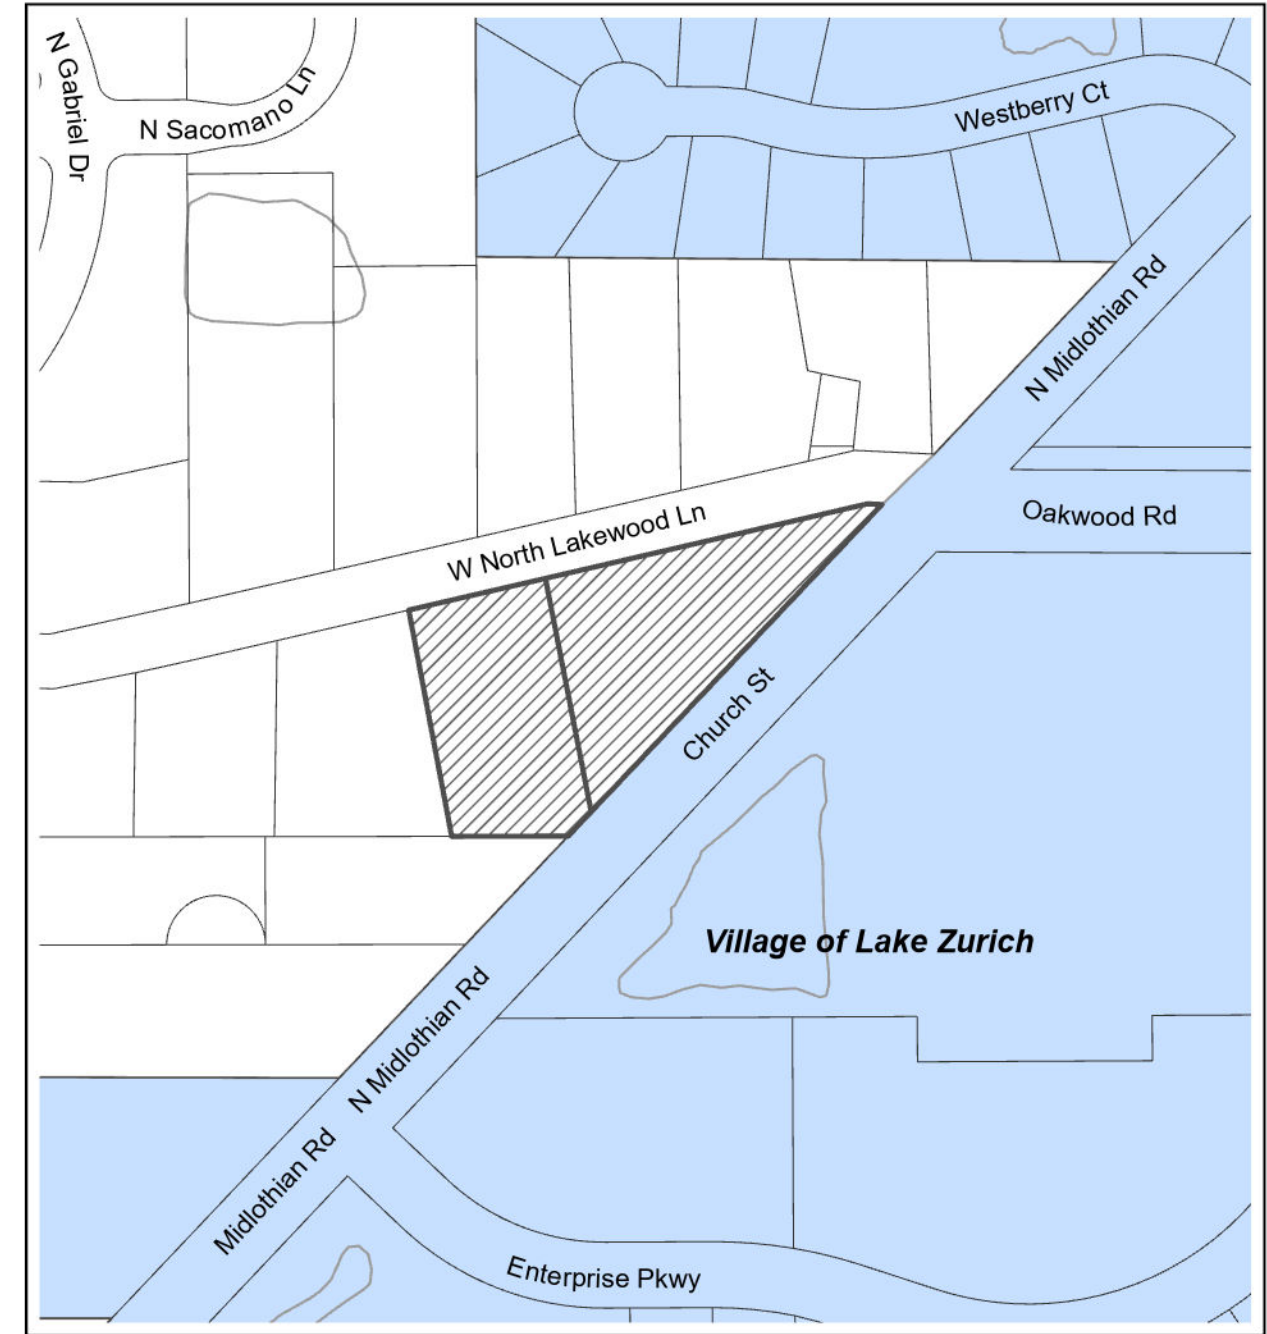 N Gabriel Dr
N Sacomano Ln
Westberry Ct
N Midlothian Rd
Oakwood Rd
W North Lakewood Ln
Church St
Village of Lake Zurich
N Midlothian Rd
Midlothian Rd
Enterprise Pkwy